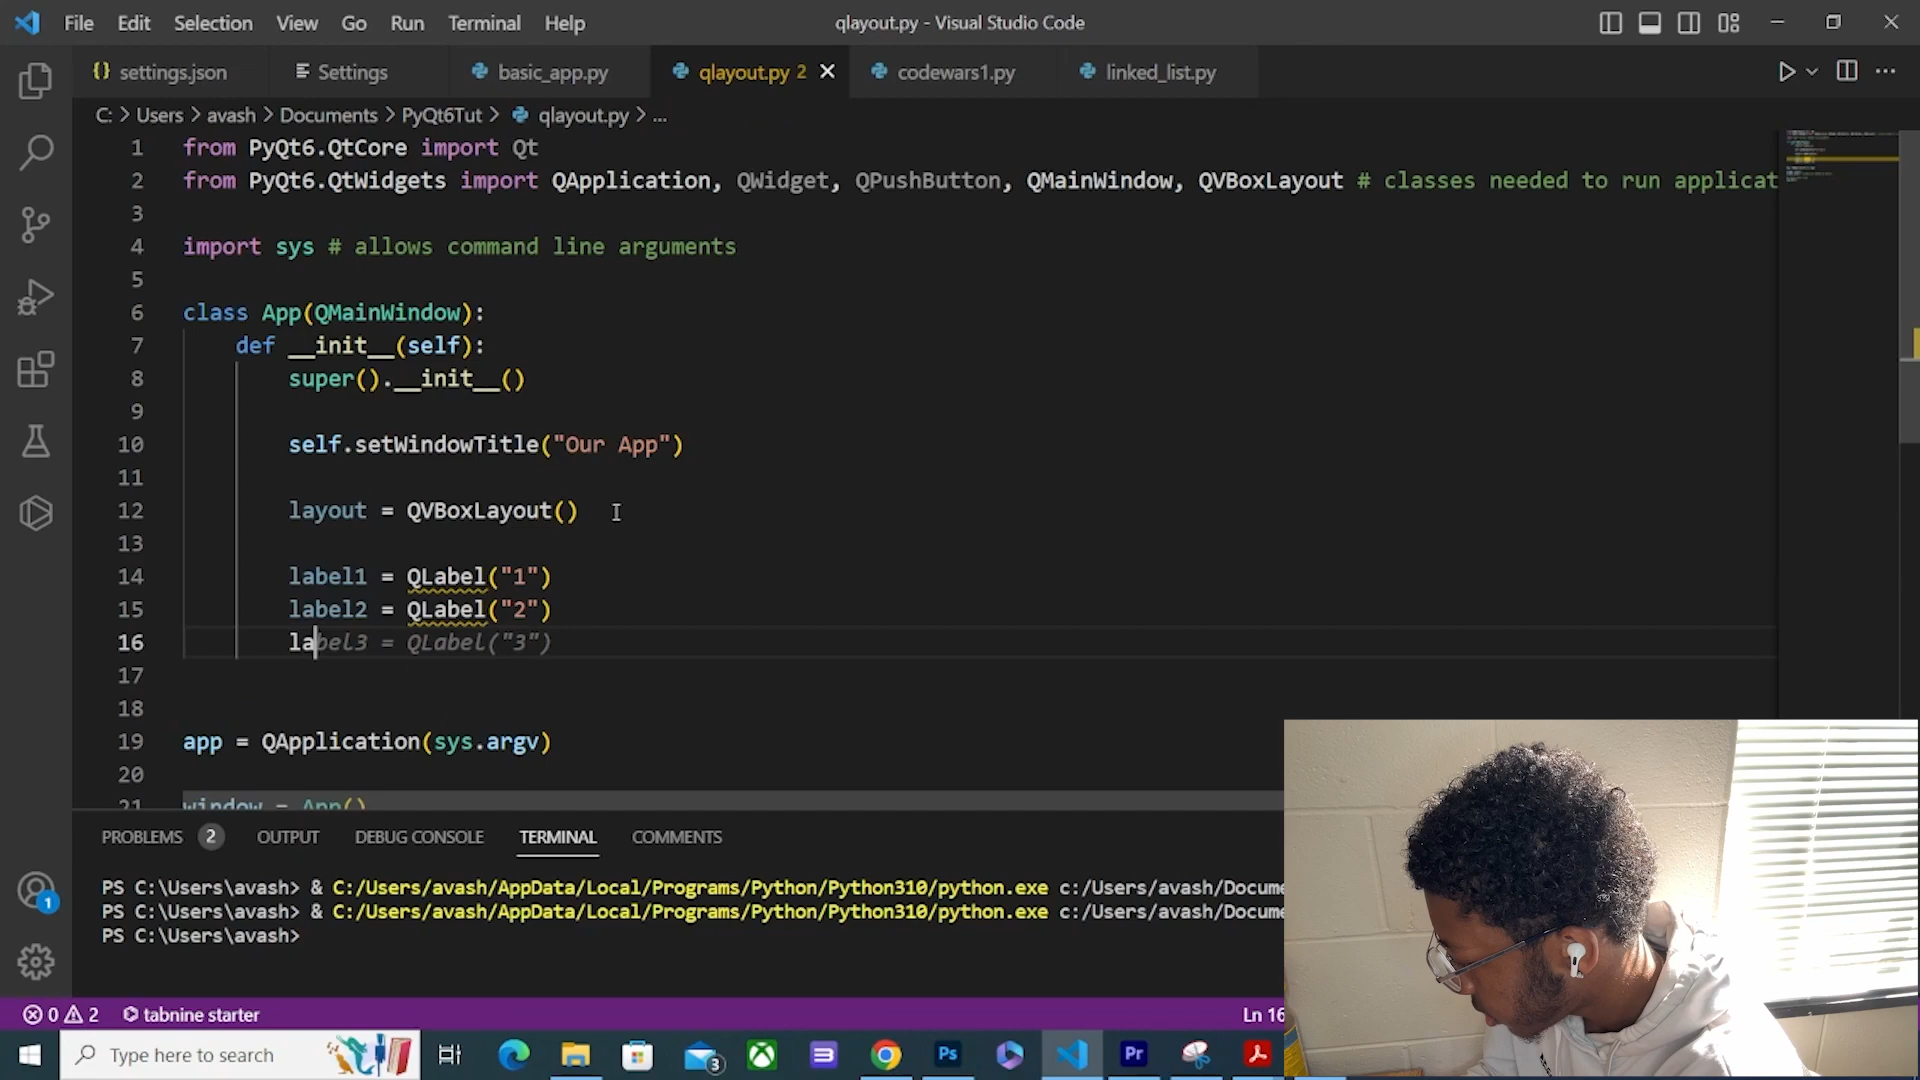 File Edit Selection View Go Run Terminal Help qlayout.py - Visual Studio Code
settings.json Settings basic_app.py qlayout.py 2 codewars1.py linked_list.py
C: > Users > avash > Documents > PyQt6Tut > qlayout.py > ...
1 from PyQt6.QtCore import Qt
2 from PyQt6.QtWidgets import QApplication, QWidget, QPushButton, QMainWindow, QVBoxLayout # classes needed to run applicat
3
4 import sys # allows command line arguments
5
6 class App(QMainWindow):
7 def __init__(self):
8 super().__init__()
9
10 self.setWindowTitle("Our App")
11
12 layout = QVBoxLayout()
13
14 label1 = QLabel("1")
15 label2 = QLabel("2")
16 label3 = QLabel("3")
17
18
19 app = QApplication(sys.argv)
20
21 window = App()
PROBLEMS 2 OUTPUT DEBUG CONSOLE TERMINAL COMMENTS
PS C:\Users\avash> & C:/Users/avash/AppData/Local/Programs/Python/Python310/python.exe c:/Users/avash/Docume
PS C:\Users\avash> & C:/Users/avash/AppData/Local/Programs/Python/Python310/python.exe c:/Users/avash/Docume
PS C:\Users\avash>
1
0 2 tabnine starter Ln 16
Type here to search 3 Ps Pr